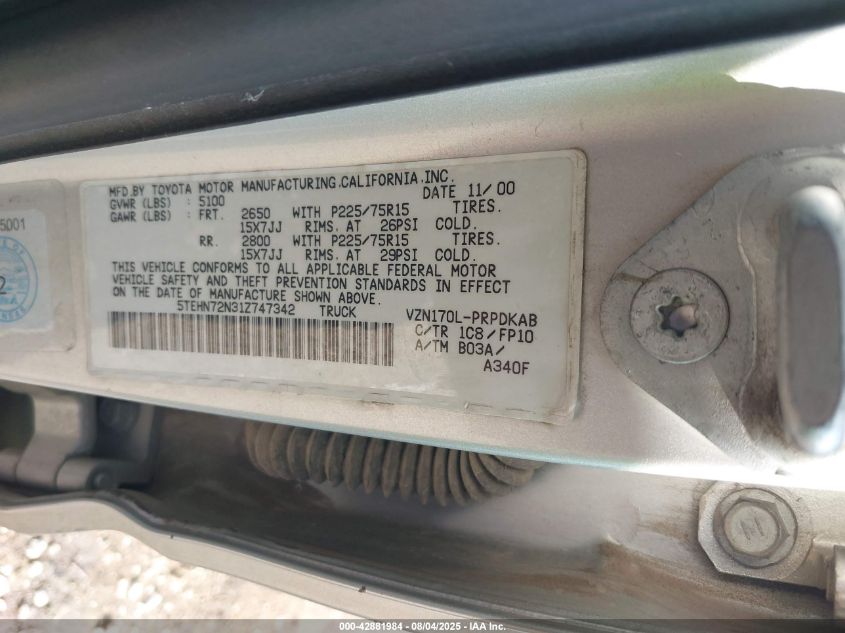 MFD.BY TOYOTA MOTOR MANUFACTURING.CALIFORNIA.INC.
GVWR (LBS) : 5100 DATE 11/00
GAWR (LBS) : FRT. 2650 WITH P225/75R15 TIRES.
15X7JJ RIMS. AT 26PSI COLD.
RR. 2800 WITH P225/75R15 TIRES.
15X7JJ RIMS. AT 29PSI COLD.
THIS VEHICLE CONFORMS TO ALL APPLICABLE FEDERAL MOTOR
VEHICLE SAFETY AND THEFT PREVENTION STANDARDS IN EFFECT
ON THE DATE OF MANUFACTURE SHOWN ABOVE.
5TEHN72N31Z747342 TRUCK VZN170L-PRPDKAB
C/TR 1C8/FP10
A/TM B03A/
A340F
5001
2
000-42881984 08/04/2025 - IAA Inc.